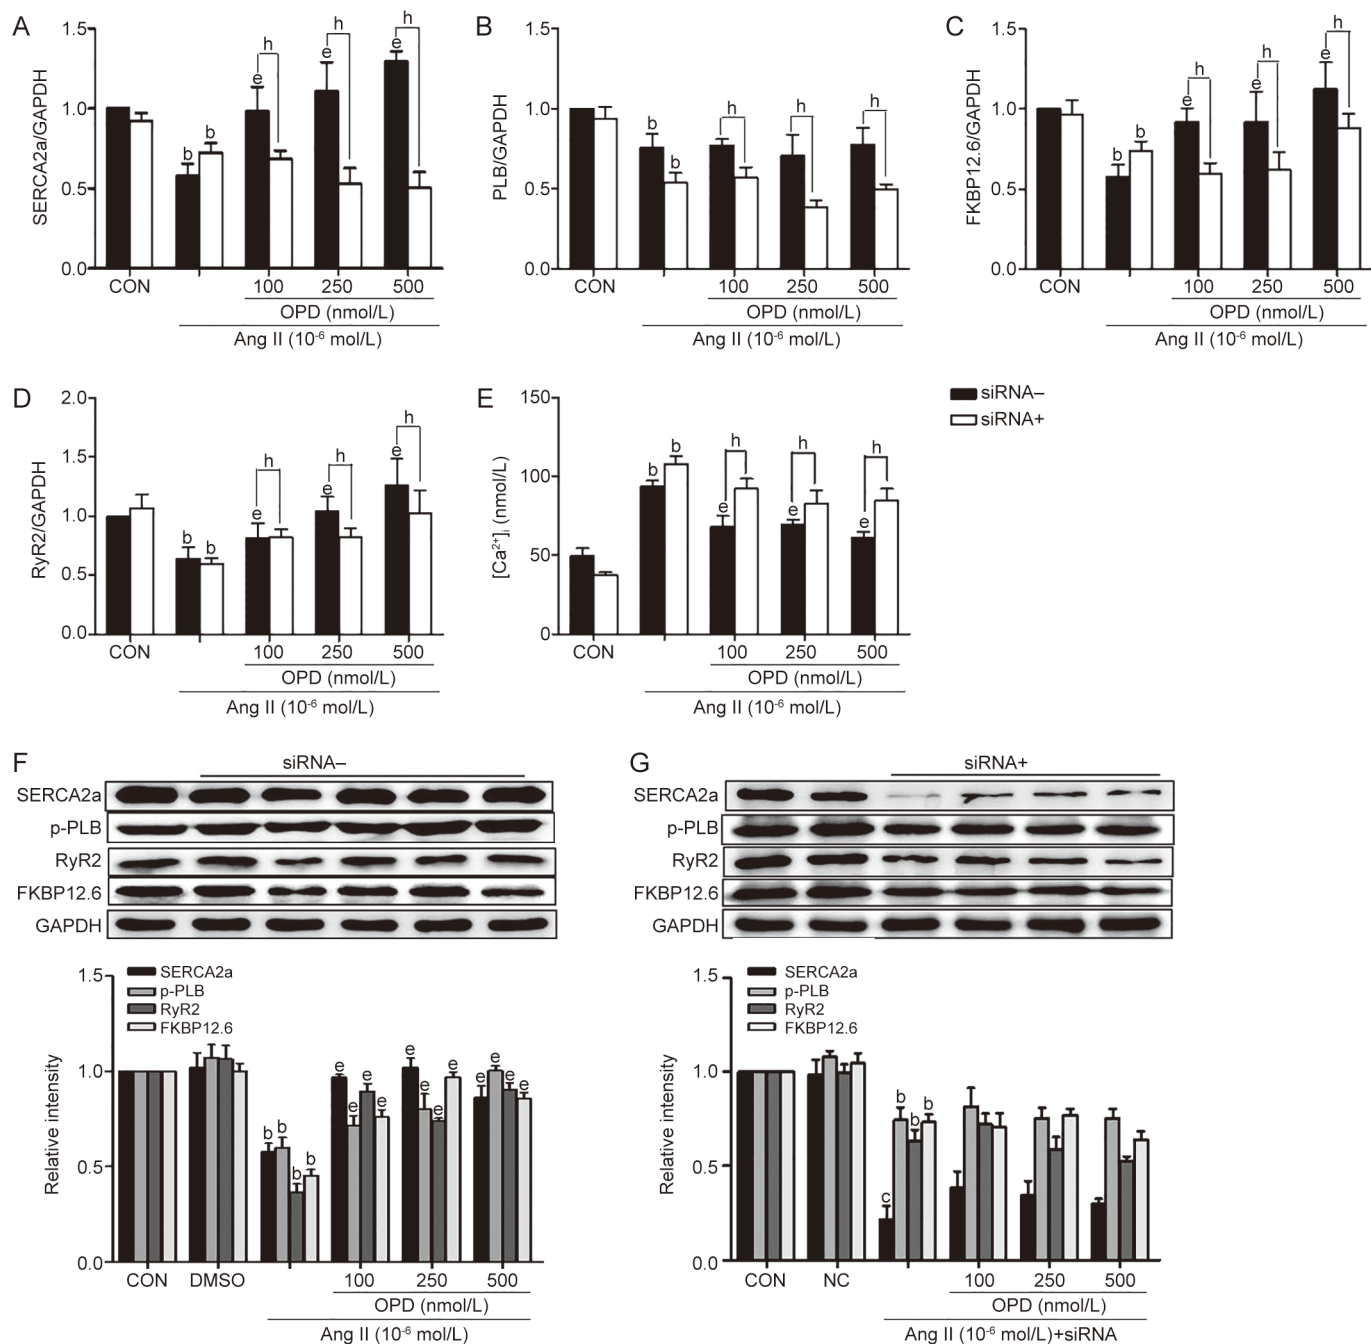 A
SERCA2a/GAPDH
1.5
1.0
0.5
0.0
b
b
e
h
e
h
e
h
CON
100
250
500
OPD (nmol/L)
Ang II (10⁻⁶ mol/L)
B
PLB/GAPDH
1.5
1.0
0.5
0.0
b
b
h
h
h
CON
100
250
500
OPD (nmol/L)
Ang II (10⁻⁶ mol/L)
C
FKBP12.6/GAPDH
1.5
1.0
0.5
0.0
b
b
e
h
e
h
e
h
CON
100
250
500
OPD (nmol/L)
Ang II (10⁻⁶ mol/L)
D
RyR2/GAPDH
2.0
1.5
1.0
0.5
0.0
b
b
e
h
e
h
e
h
CON
100
250
500
OPD (nmol/L)
Ang II (10⁻⁶ mol/L)
E
[Ca²⁺]ᵢ (nmol/L)
150
100
50
0
b
b
e
h
e
h
e
h
CON
100
250
500
OPD (nmol/L)
Ang II (10⁻⁶ mol/L)
siRNA–
siRNA+
F
siRNA–
SERCA2a
p-PLB
RyR2
FKBP12.6
GAPDH
1.5
1.0
0.5
0.0
Relative intensity
SERCA2a
p-PLB
RyR2
FKBP12.6
b
b
b
b
e
e
e
e
e
e
e
e
e
e
e
e
CON
DMSO
100
250
500
OPD (nmol/L)
Ang II (10⁻⁶ mol/L)
G
siRNA+
SERCA2a
p-PLB
RyR2
FKBP12.6
GAPDH
1.5
1.0
0.5
0.0
Relative intensity
SERCA2a
p-PLB
RyR2
FKBP12.6
c
b
b
b
CON
NC
100
250
500
OPD (nmol/L)
Ang II (10⁻⁶ mol/L)+siRNA